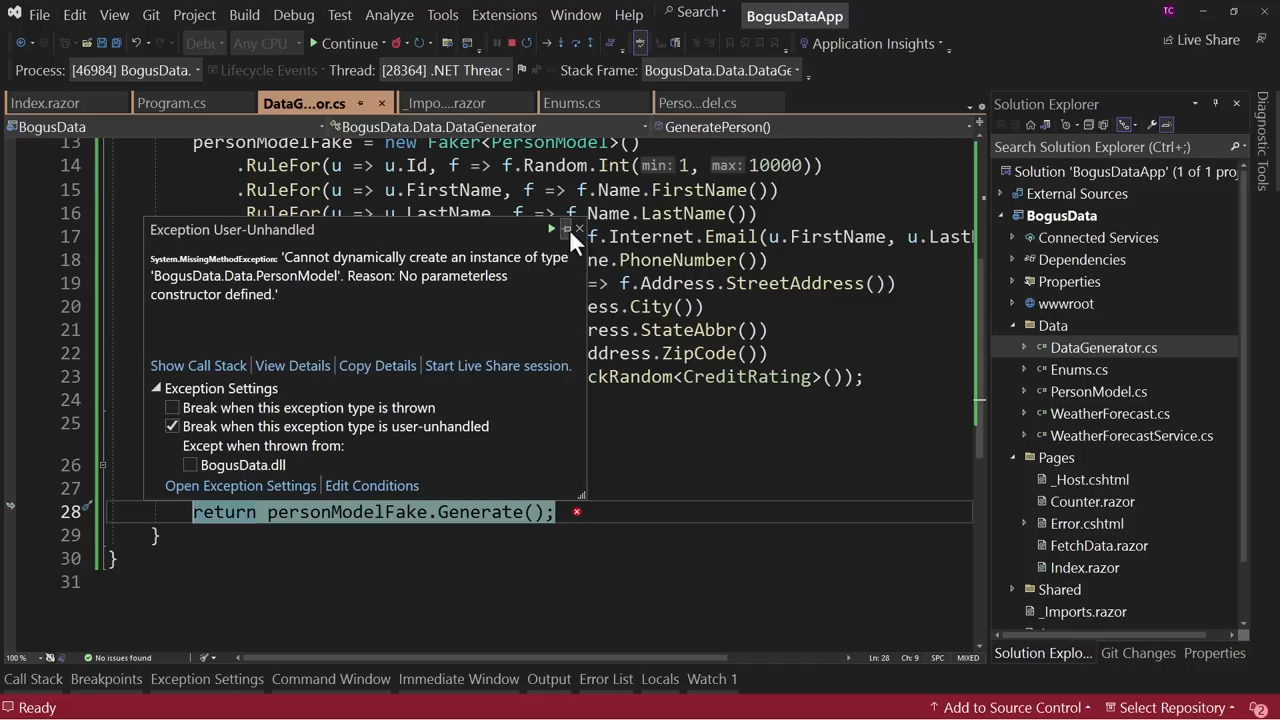 File Edit View Git Project Build Debug Test Analyze Tools Extensions Window Help Search BogusDataApp TC
Debu Any CPU Continue Application Insights Live Share
Process: [46984] BogusData. Lifecycle Events Thread: [28364] .NET Threa Stack Frame: BogusData.Data.DataGe
Index.razor Program.cs DataG...or.cs _Impo....razor Enums.cs Perso...del.cs
BogusData BogusData.Data.DataGenerator GeneratePerson()
13 personModelFake = new Faker<PersonModel>()
14 .RuleFor(u => u.Id, f => f.Random.Int(min: 1, max: 10000))
15 .RuleFor(u => u.FirstName, f => f.Name.FirstName())
16 .RuleFor(u => u.LastName, f => f.Name.LastName())
17 f.Internet.Email(u.FirstName, u.Last
18 ne.PhoneNumber())
19 => f.Address.StreetAddress())
20 ess.City())
21 ress.StateAbbr())
22 ddress.ZipCode())
23 ckRandom<CreditRating>());
24
25
26
27
28 return personModelFake.Generate();
29 }
30 }
31
Exception User-Unhandled
System.MissingMethodException: 'Cannot dynamically create an instance of type
'BogusData.Data.PersonModel'. Reason: No parameterless
constructor defined.'
Show Call Stack View Details Copy Details Start Live Share session.
Exception Settings
Break when this exception type is thrown
Break when this exception type is user-unhandled
Except when thrown from:
BogusData.dll
Open Exception Settings Edit Conditions
100 % No issues found Ln: 28 Ch: 9 SPC MIXED
Solution Explorer
Search Solution Explorer (Ctrl+;)
Solution 'BogusDataApp' (1 of 1 proj
External Sources
BogusData
Connected Services
Dependencies
Properties
wwwroot
Data
C# DataGenerator.cs
C# Enums.cs
C# PersonModel.cs
C# WeatherForecast.cs
C# WeatherForecastService.cs
Pages
_Host.cshtml
Counter.razor
Error.cshtml
FetchData.razor
Index.razor
Shared
_Imports.razor
Solution Explo... Git Changes Properties
Diagnostic Tools
Call Stack Breakpoints Exception Settings Command Window Immediate Window Output Error List Locals Watch 1
Ready Add to Source Control Select Repository 2